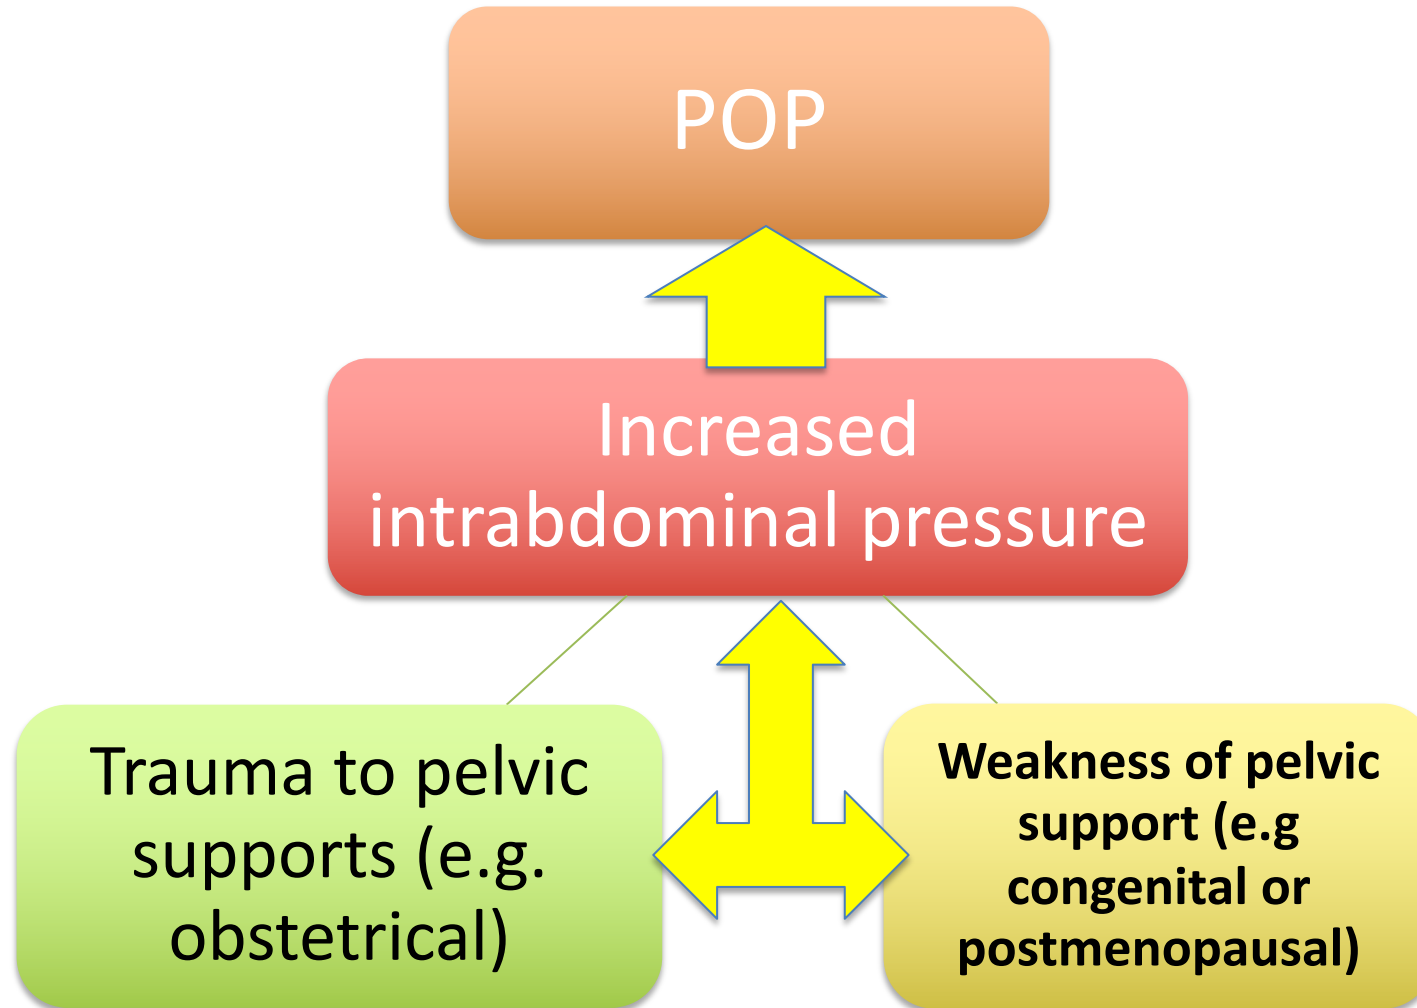 POP
Increased
intrabdominal pressure
Trauma to pelvic
supports (e.g.
obstetrical)
Weakness of pelvic
support (e.g
congenital or
postmenopausal)